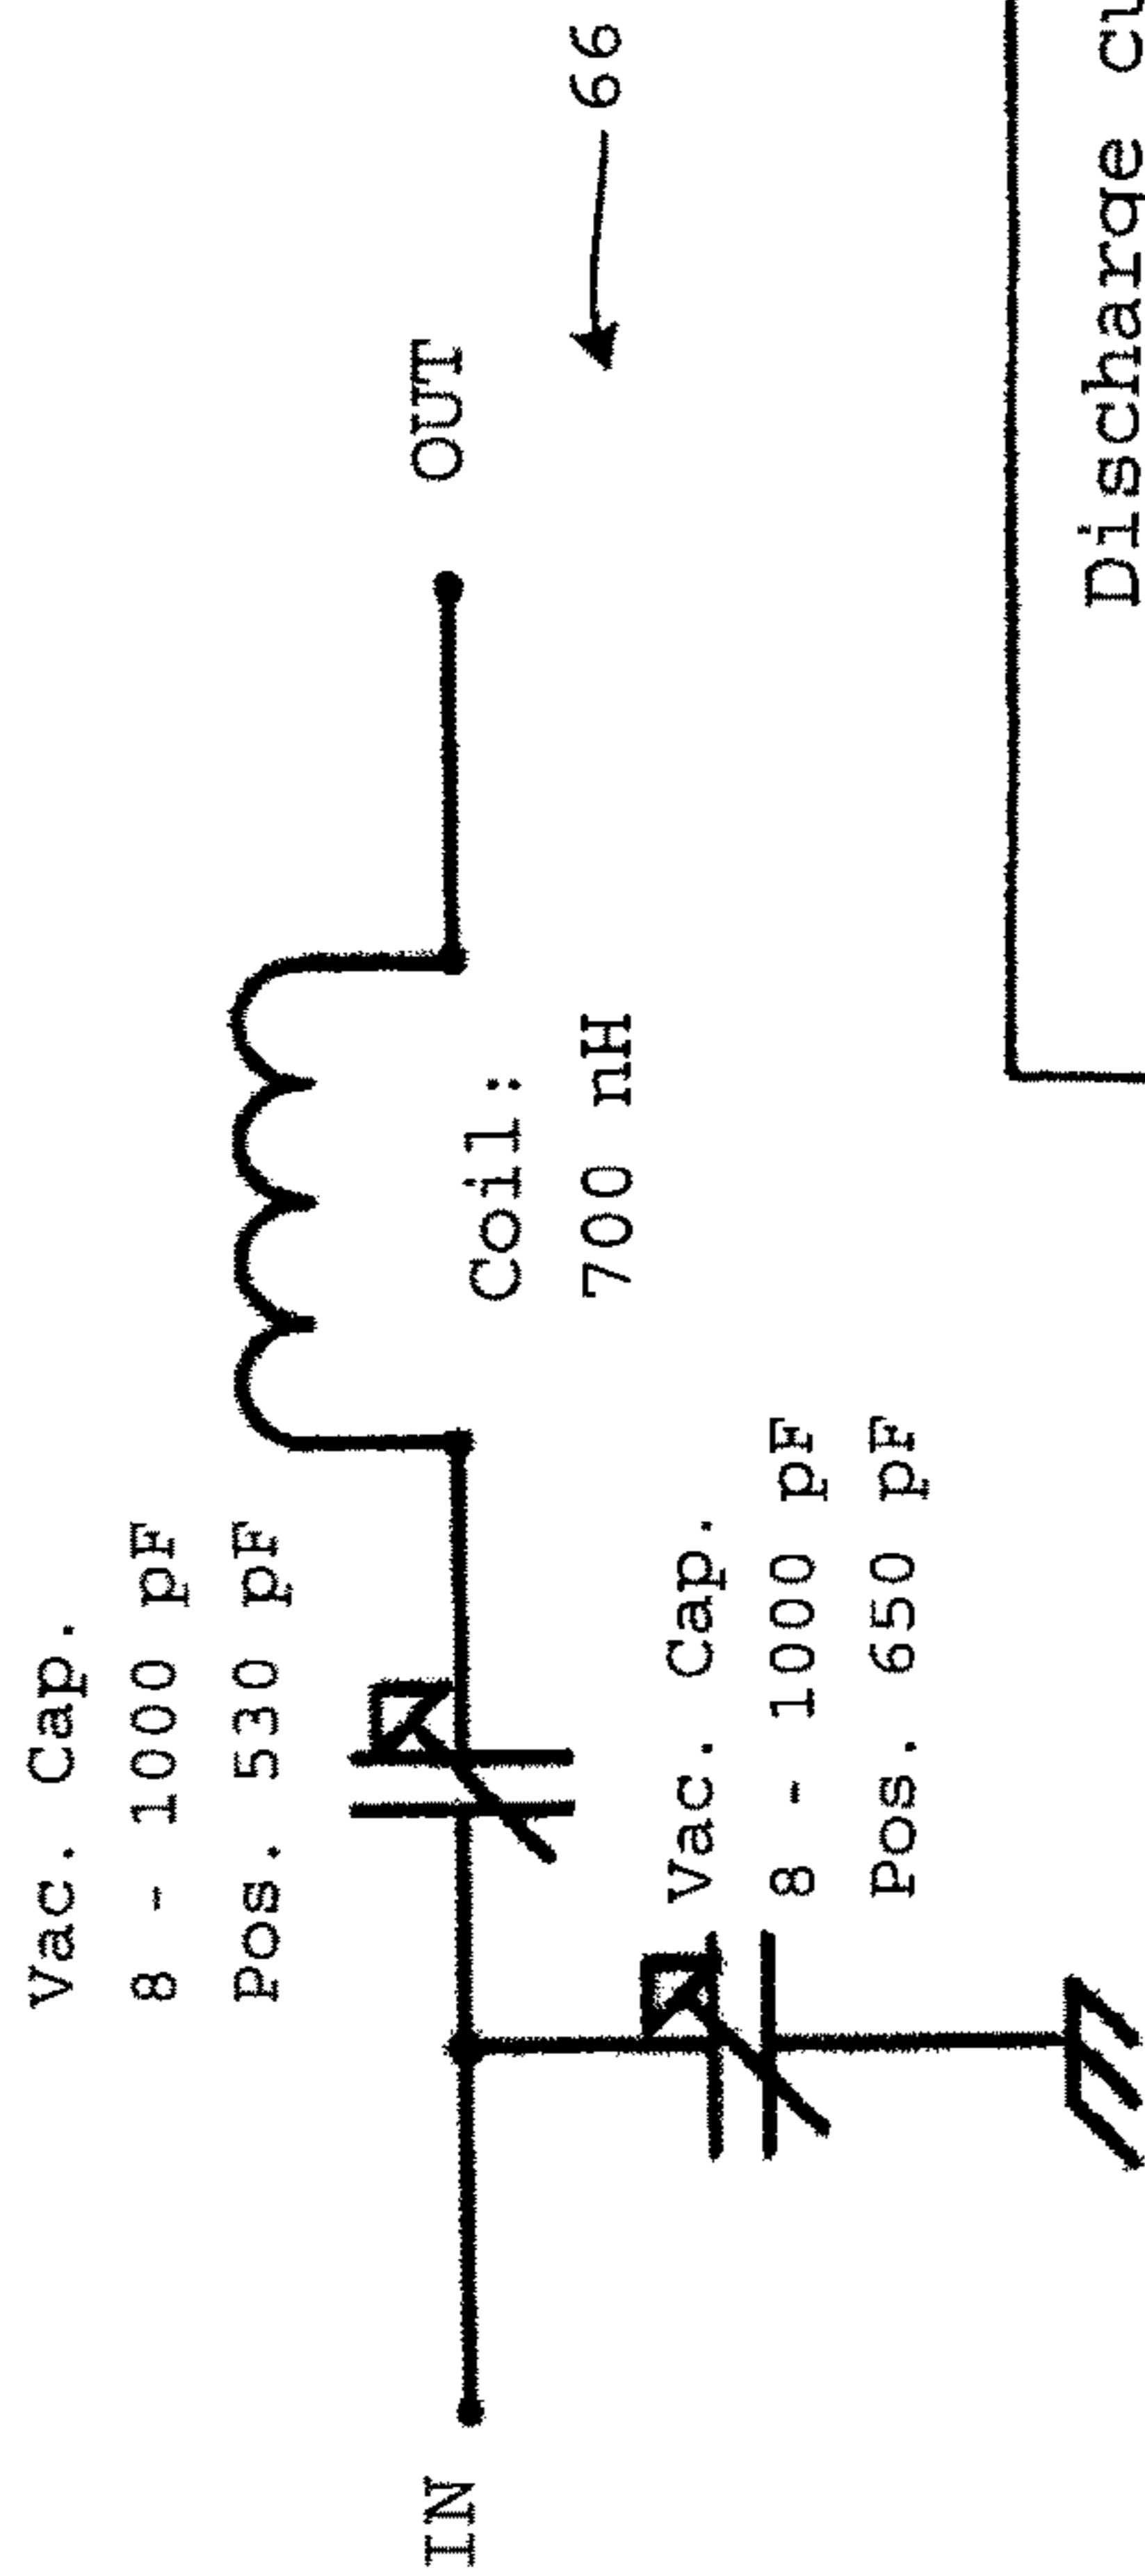 Vac. Cap.
8 - 1000 pF
Pos. 530 pF
IN
OUT
Coil:
700 nH
66
Vac. Cap.
8 - 1000 pF
Pos. 650 pF
Discharge